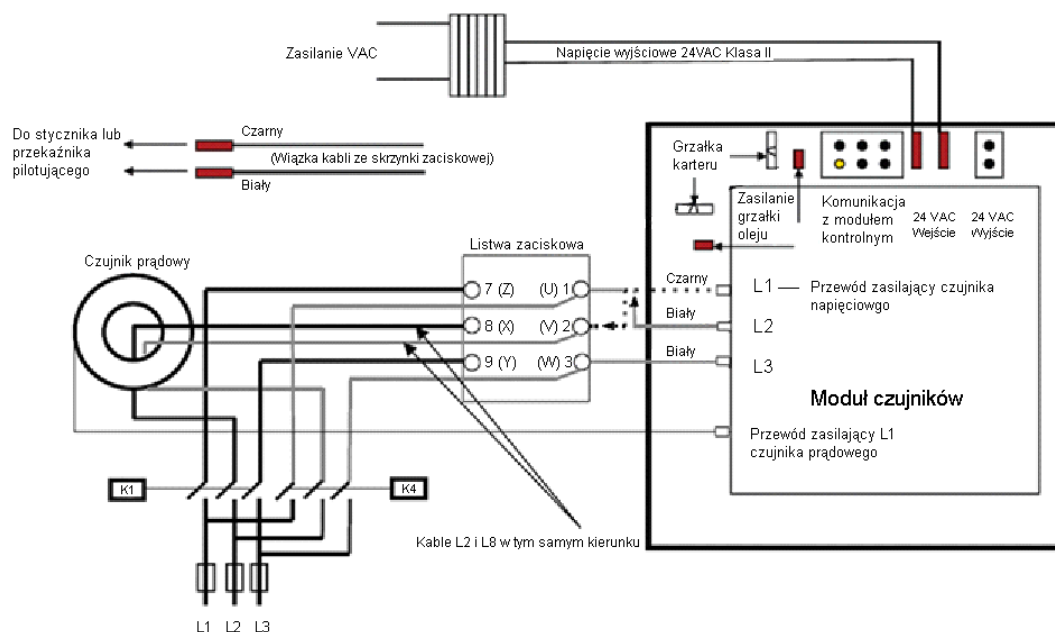 Zasilanie VAC
Napięcie wyjściowe 24VAC Klasa II
Do stycznika lub
przekaźnika
pilotującego
Czarny
(Wiązka kabli ze skrzynki zaciskowej)
Biały
Grzałka
karteru
Zasilanie
grzałki
oleju
Komunikacja
z modułem
kontrolnym
24 VAC
Wejście
24 VAC
Wyjście
Czujnik prądowy
Listwa zaciskowa
7 (Z) (U) 1
8 (X) (V) 2
9 (Y) (W) 3
Czarny
Biały
Biały
L1
Przewód zasilający czujnika
napięciowgo
L2
L3
Moduł czujników
Przewód zasilający L1
czujnika prądowego
K1
K4
Kable L2 i L8 w tym samym kierunku
L1 L2 L3